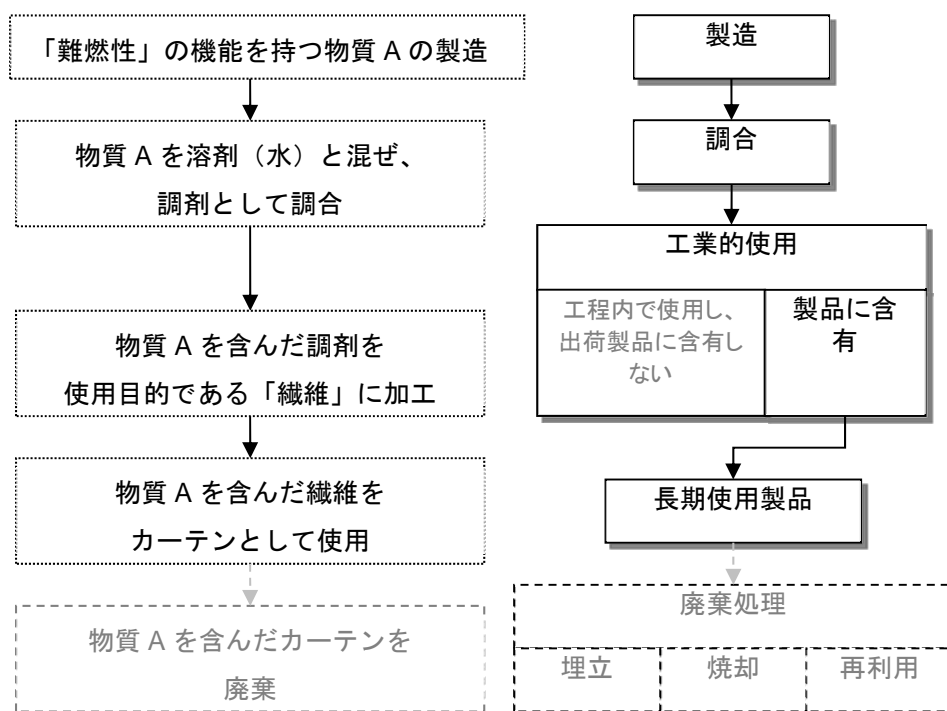 「難燃性」の機能を持つ物質 A の製造
物質 A を溶剤（水）と混ぜ、
調剤として調合
物質 A を含んだ調剤を
使用目的である「繊維」に加工
物質 A を含んだ繊維を
カーテンとして使用
物質 A を含んだカーテンを
廃棄
製造
調合
工業的使用
工程内で使用し、
出荷製品に含有し
ない
製品に含
有
長期使用製品
廃棄処理
埋立
焼却
再利用